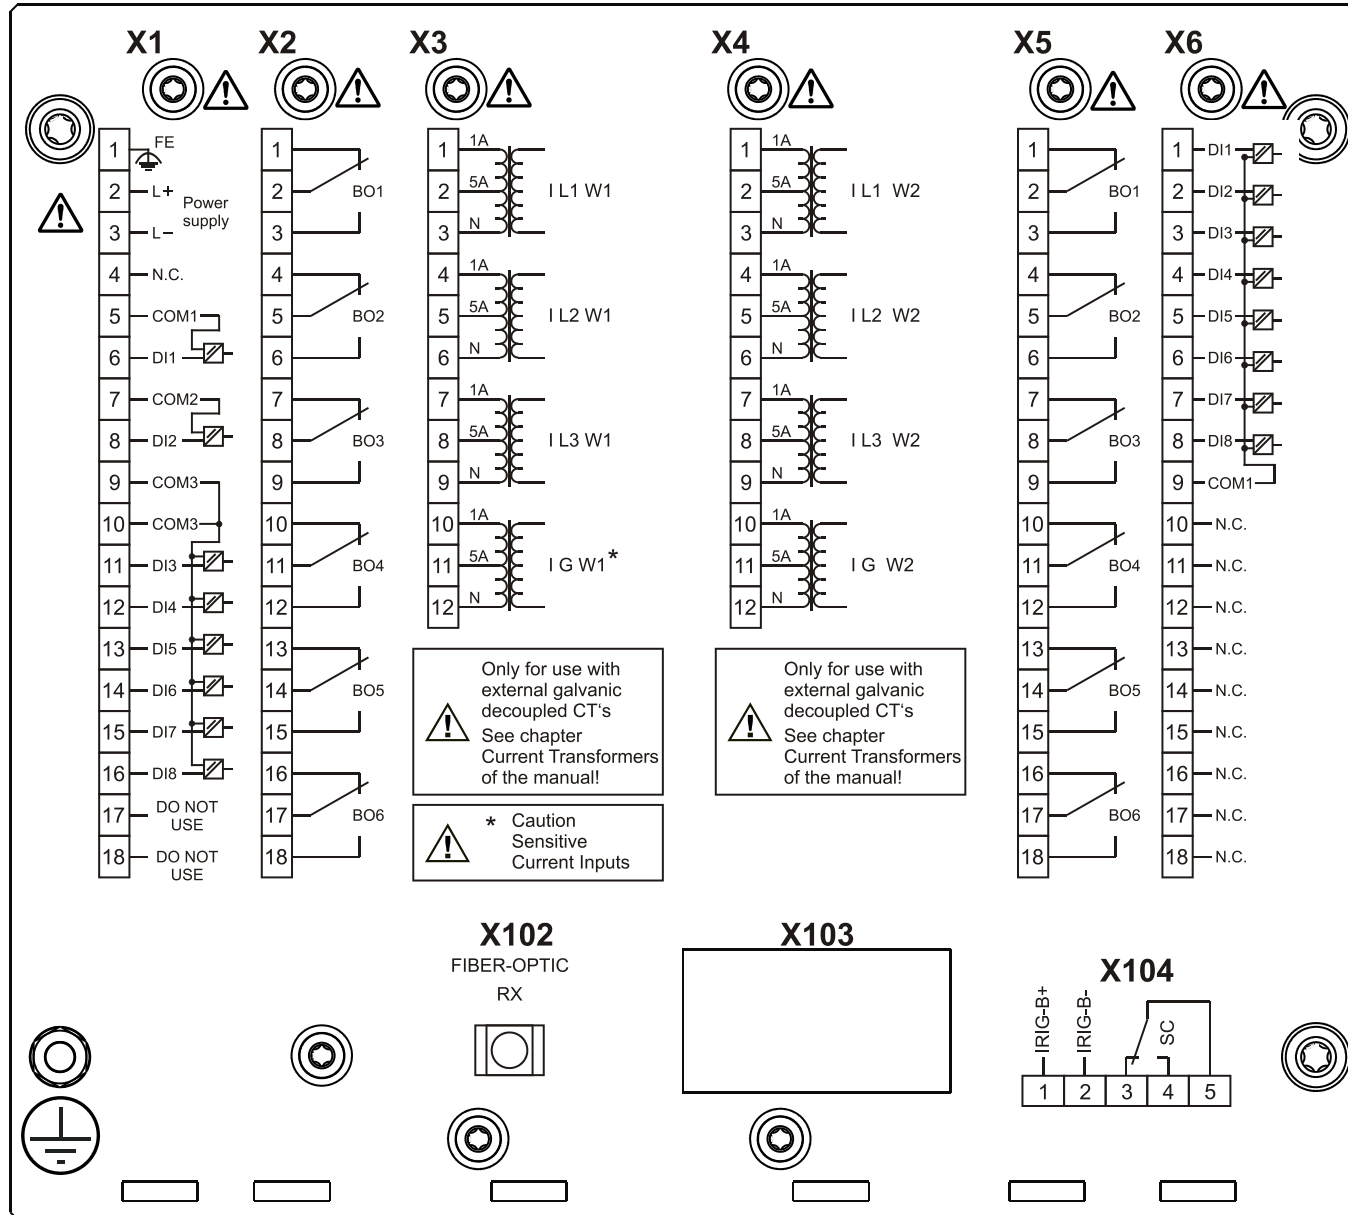 X1 X2 X3 X4 X5 X6
1 FE
2 L+
Power
supply
3 L−
4 N.C.
5 COM1
6 DI1
7 COM2
8 DI2
9 COM3
10 COM3
11 DI3
12 DI4
13 DI5
14 DI6
15 DI7
16 DI8
17 DO NOT
USE
18 DO NOT
USE
1
2 BO1
3
4
5 BO2
6
7
8 BO3
9
10
11 BO4
12
13
14 BO5
15
16
17 BO6
18
1 1A
2 5A I L1 W1
3 N
4 1A
5 5A I L2 W1
6 N
7 1A
8 5A I L3 W1
9 N
10 1A
11 5A I G W1*
12 N
Only for use with
external galvanic
decoupled CT‘s
See chapter
Current Transformers
of the manual!
* Caution
Sensitive
Current Inputs
1 1A
2 5A I L1 W2
3 N
4 1A
5 5A I L2 W2
6 N
7 1A
8 5A I L3 W2
9 N
10 1A
11 5A I G W2
12 N
Only for use with
external galvanic
decoupled CT‘s
See chapter
Current Transformers
of the manual!
1
2 BO1
3
4
5 BO2
6
7
8 BO3
9
10
11 BO4
12
13
14 BO5
15
16
17 BO6
18
1 DI1
2 DI2
3 DI3
4 DI4
5 DI5
6 DI6
7 DI7
8 DI8
9 COM1
10 N.C.
11 N.C.
12 N.C.
13 N.C.
14 N.C.
15 N.C.
16 N.C.
17 N.C.
18 N.C.
X102
FIBER-OPTIC
RX
X103
X104
IRIG-B+
IRIG-B-
SC
1 2 3 4 5